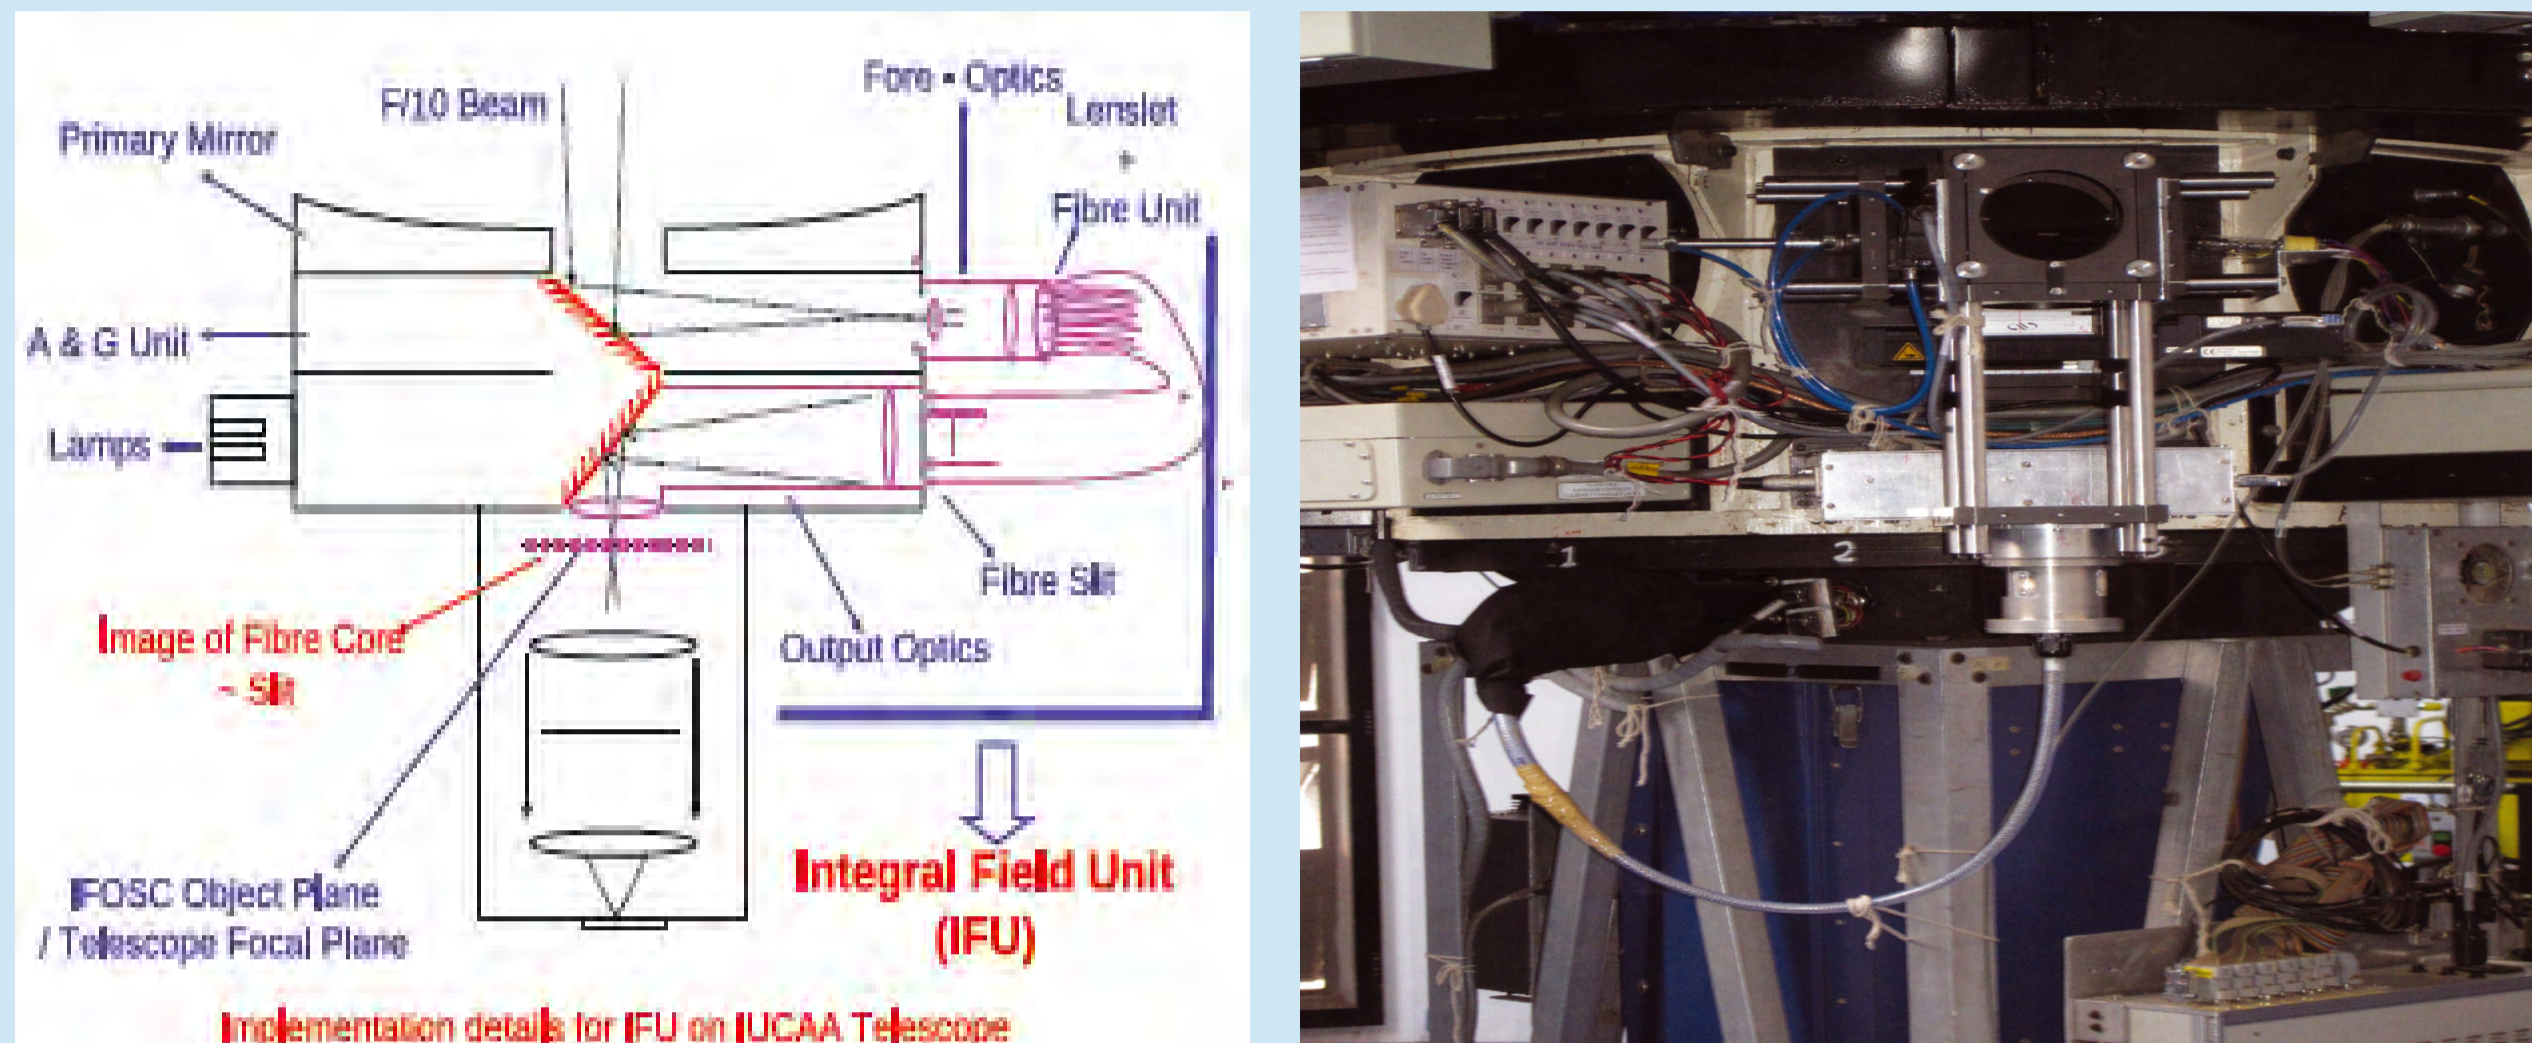 Fore - Optics
F/10 Beam
Lenslet
+
Primary Mirror
Fibre Unit
A & G Unit
Lamps
Fibre Slit
Image of Fibre Core
~ Slit
Output Optics
Integral Field Unit
(IFU)
IFOSC Object Plane
/ Telescope Focal Plane
Implementation details for IFU on IUCAA Telescope
1
2